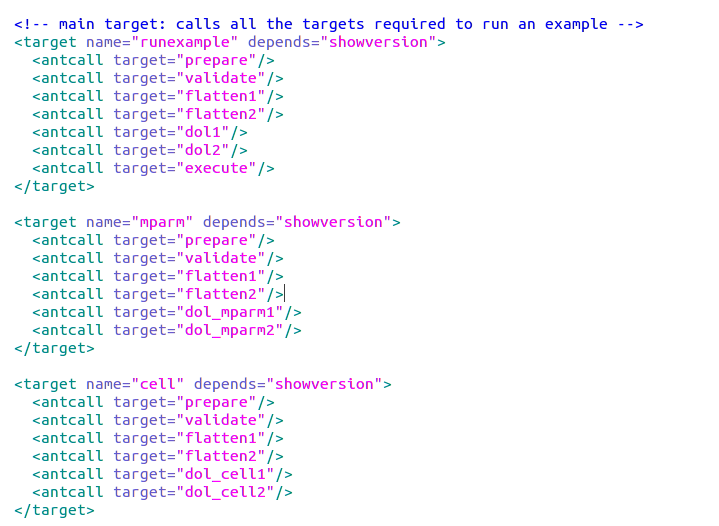 <!-- main target: calls all the targets required to run an example -->
<target name="runexample" depends="showversion">
  <antcall target="prepare"/>
  <antcall target="validate"/>
  <antcall target="flatten1"/>
  <antcall target="flatten2"/>
  <antcall target="dol1"/>
  <antcall target="dol2"/>
  <antcall target="execute"/>
</target>

<target name="mparm" depends="showversion">
  <antcall target="prepare"/>
  <antcall target="validate"/>
  <antcall target="flatten1"/>
  <antcall target="flatten2"/>
  <antcall target="dol_mparm1"/>
  <antcall target="dol_mparm2"/>
</target>

<target name="cell" depends="showversion">
  <antcall target="prepare"/>
  <antcall target="validate"/>
  <antcall target="flatten1"/>
  <antcall target="flatten2"/>
  <antcall target="dol_cell1"/>
  <antcall target="dol_cell2"/>
</target>